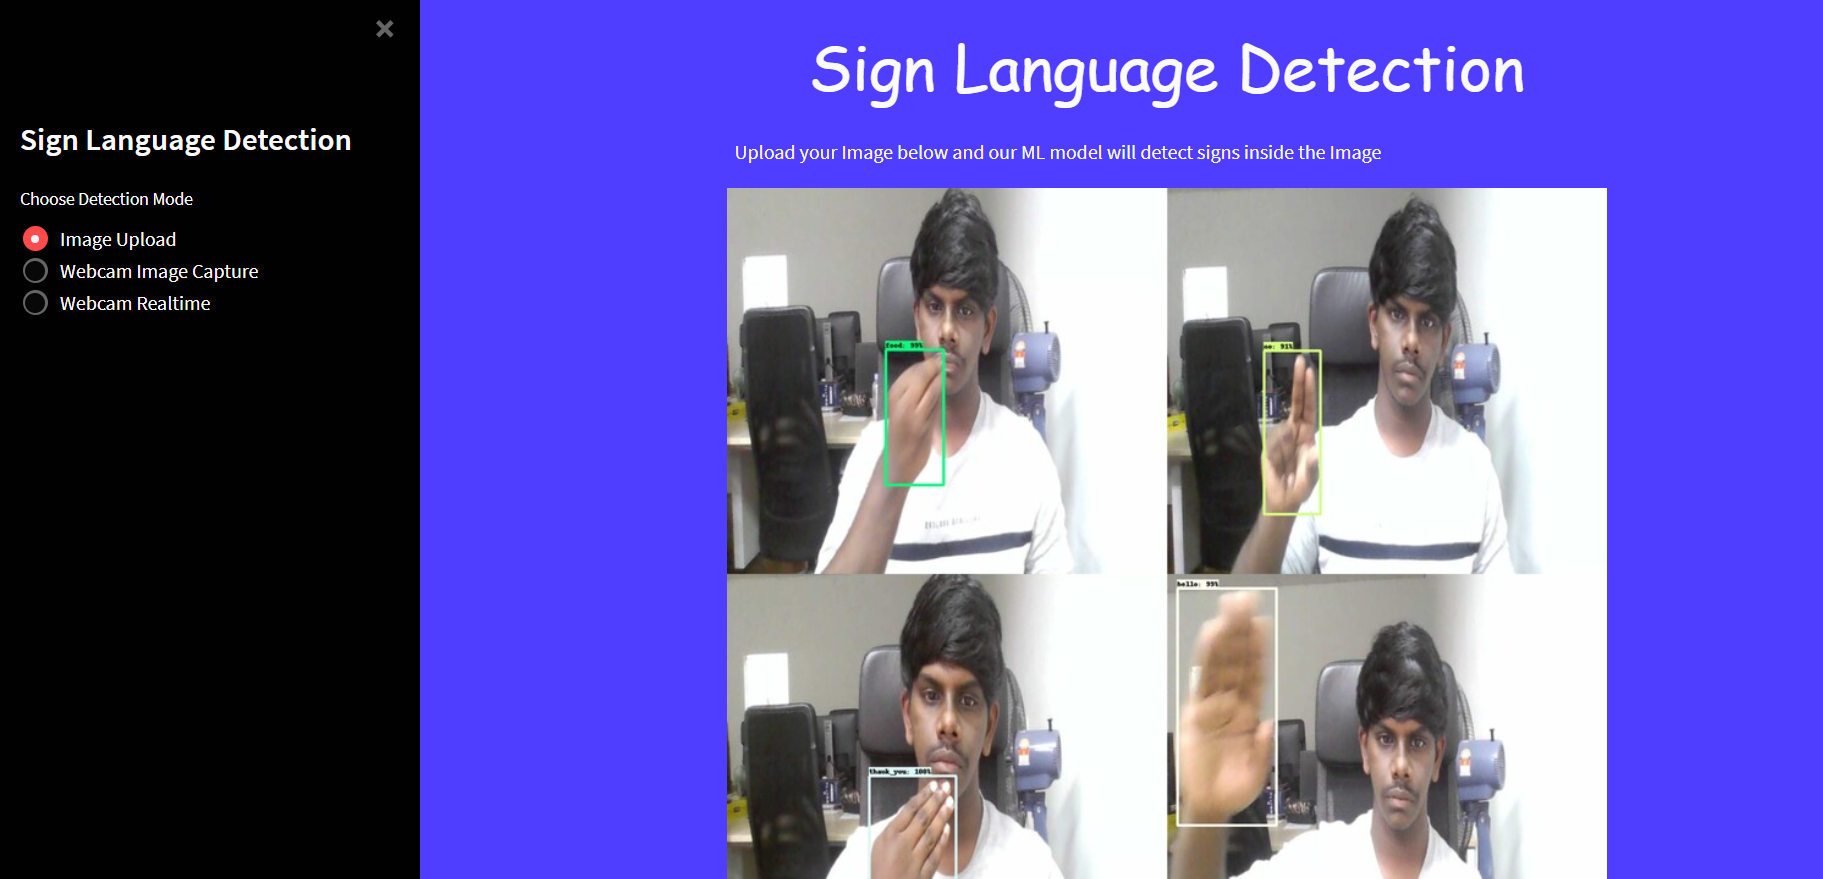 Sign Language Detection
Choose Detection Mode
Image Upload
Webcam Image Capture
Webcam Realtime
Sign Language Detection
Upload your Image below and our ML model will detect signs inside the Image
food: 99%
no: 91%
thank_you: 100%
hello: 99%